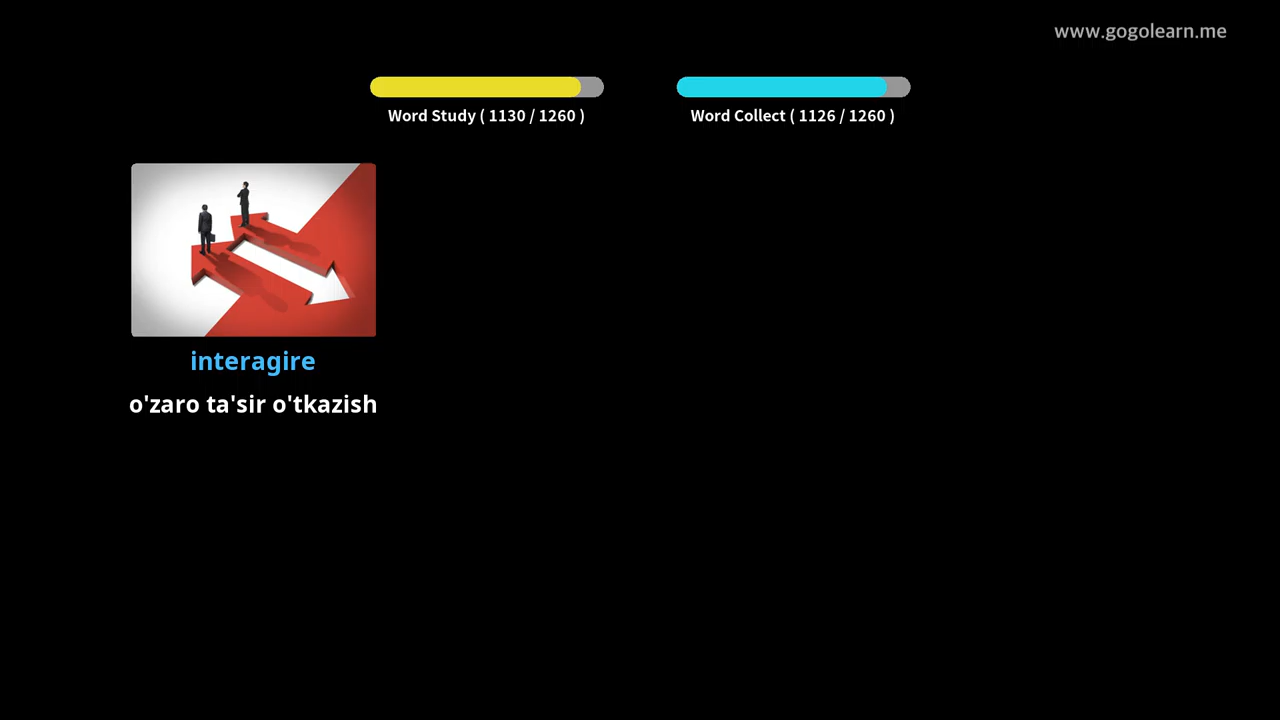 www.gogolearn.me
Word Study ( 1130 / 1260 )
Word Collect ( 1126 / 1260 )
interagire
o'zaro ta'sir o'tkazish